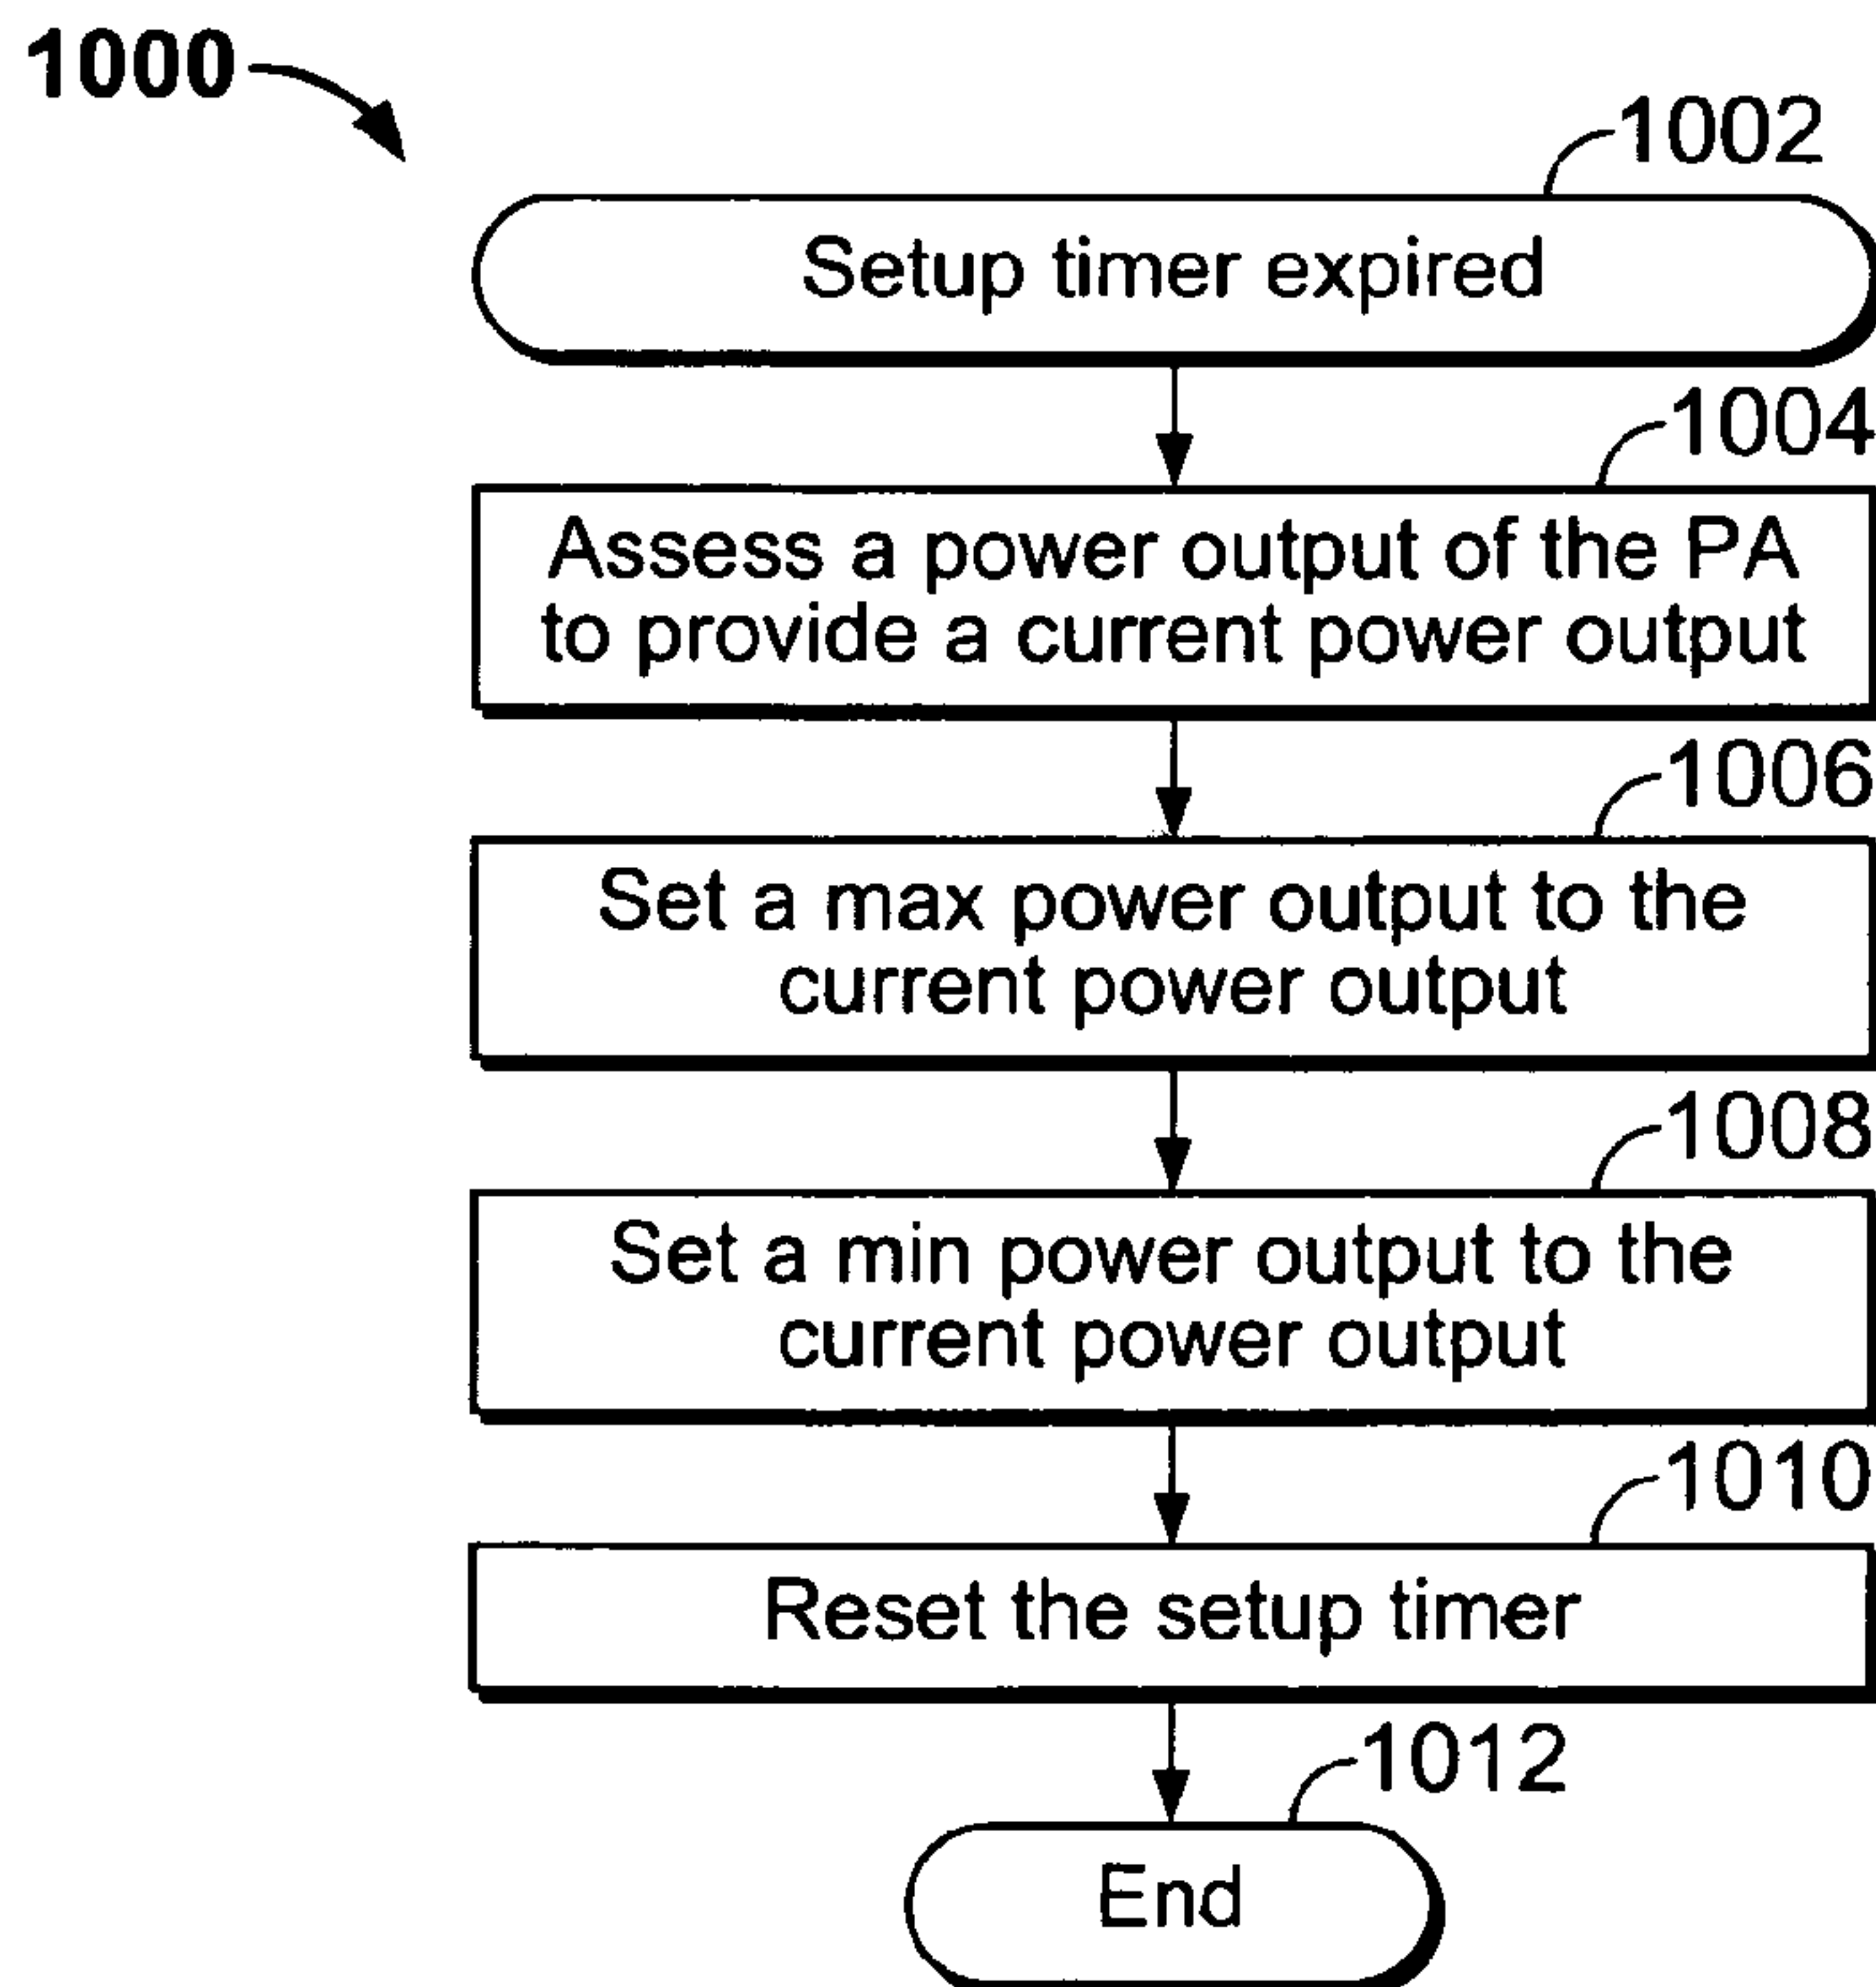 1000
1002
Setup timer expired
1004
Assess a power output of the PA
to provide a current power output
1006
Set a max power output to the
current power output
1008
Set a min power output to the
current power output
1010
Reset the setup timer
1012
End